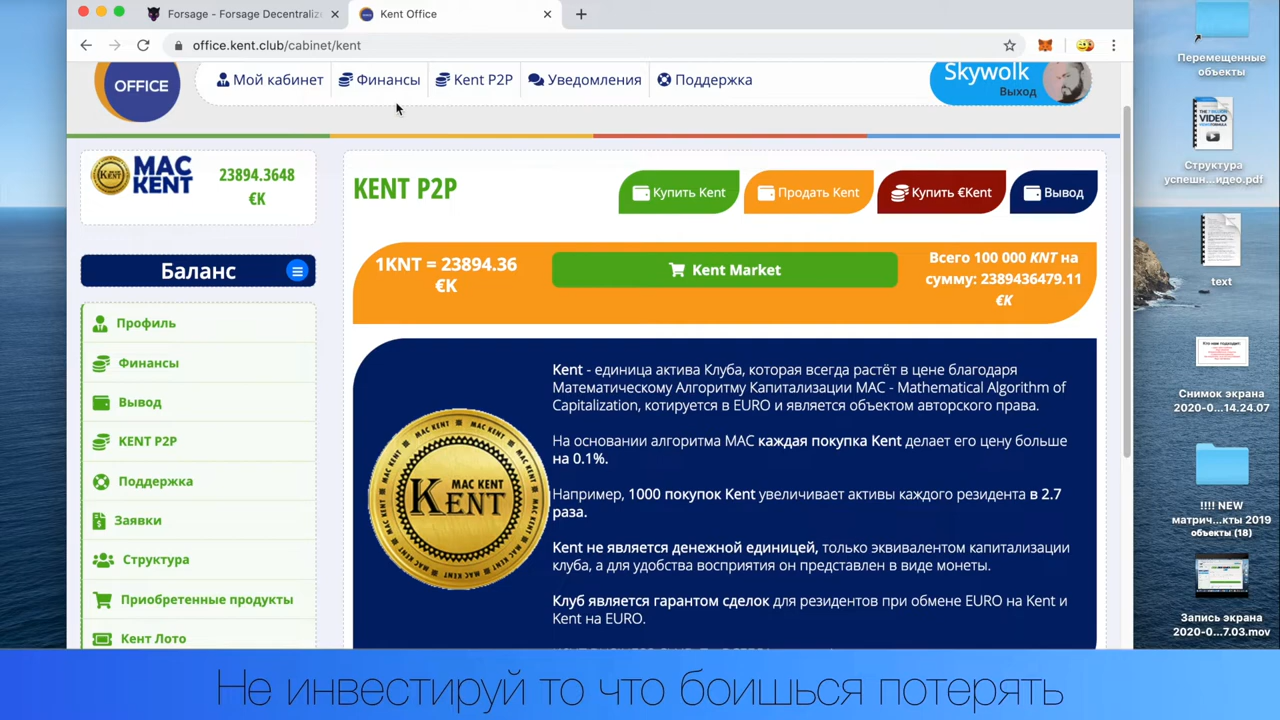 Forsage - Forsage Decentraliz
Kent Office
office.kent.club/cabinet/kent
OFFICE
Мой кабинет
Финансы
Kent P2P
Уведомления
Поддержка
Skywolk
Выход
MAC
KENT
23894.3648
€K
Баланс
Профиль
Финансы
Вывод
KENT P2P
Поддержка
Заявки
Структура
Приобретенные продукты
Кент Лото
KENT P2P
Купить Kent
Продать Kent
Купить €Kent
Вывод
1KNT = 23894.36
€K
Kent Market
Всего 100 000 KNT на
сумму: 2389436479.11
€K
MAC KENT
KENT
Kent - единица актива Клуба, которая всегда растёт в цене благодаря
Математическому Алгоритму Капитализации MAC - Mathematical Algorithm of
Capitalization, котируется в EURO и является объектом авторского права.
На основании алгоритма MAC каждая покупка Kent делает его цену больше
на 0.1%.
Например, 1000 покупок Kent увеличивает активы каждого резидента в 2.7
раза.
Kent не является денежной единицей, только эквивалентом капитализации
клуба, а для удобства восприятия он представлен в виде монеты.
Клуб является гарантом сделок для резидентов при обмене EURO на Kent и
Kent на EURO.
Перемещенные
объекты
Структура
успешн...идео.pdf
text
Снимок экрана
2020-0...14.24.07
!!!! NEW
матрич...кты 2019
объектов (18)
Запись экрана
2020-0...7.03.mov
Не инвестируй то что боишься потерять